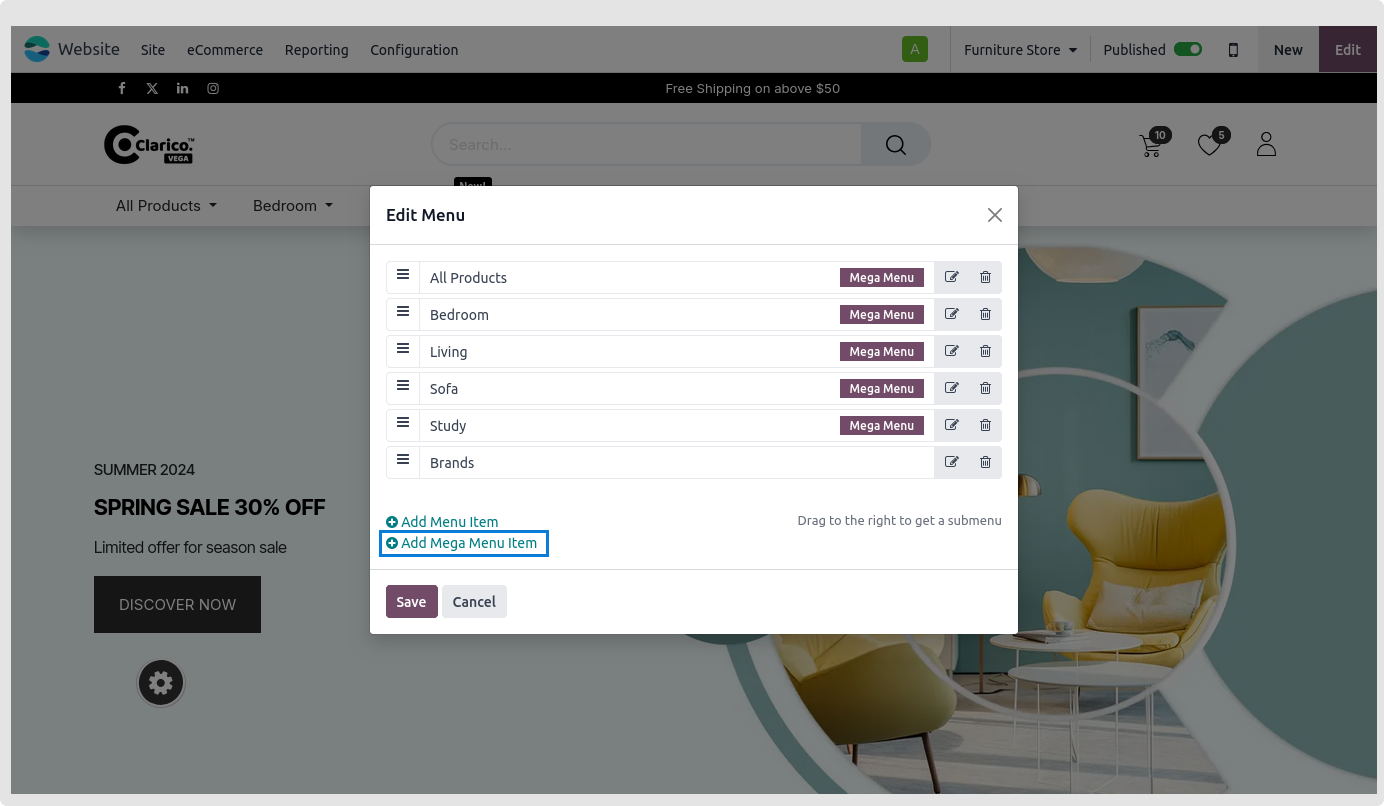 Website Site eCommerce Reporting Configuration A Furniture Store Published New Edit
Free Shipping on above $50
Clarico.™ VEGA Search... 10 5
New!
All Products Bedroom
Edit Menu
All Products Mega Menu
Bedroom Mega Menu
Living Mega Menu
Sofa Mega Menu
Study Mega Menu
Brands
SUMMER 2024
SPRING SALE 30% OFF
Limited offer for season sale
DISCOVER NOW
Add Menu Item Drag to the right to get a submenu
Add Mega Menu Item
Save Cancel